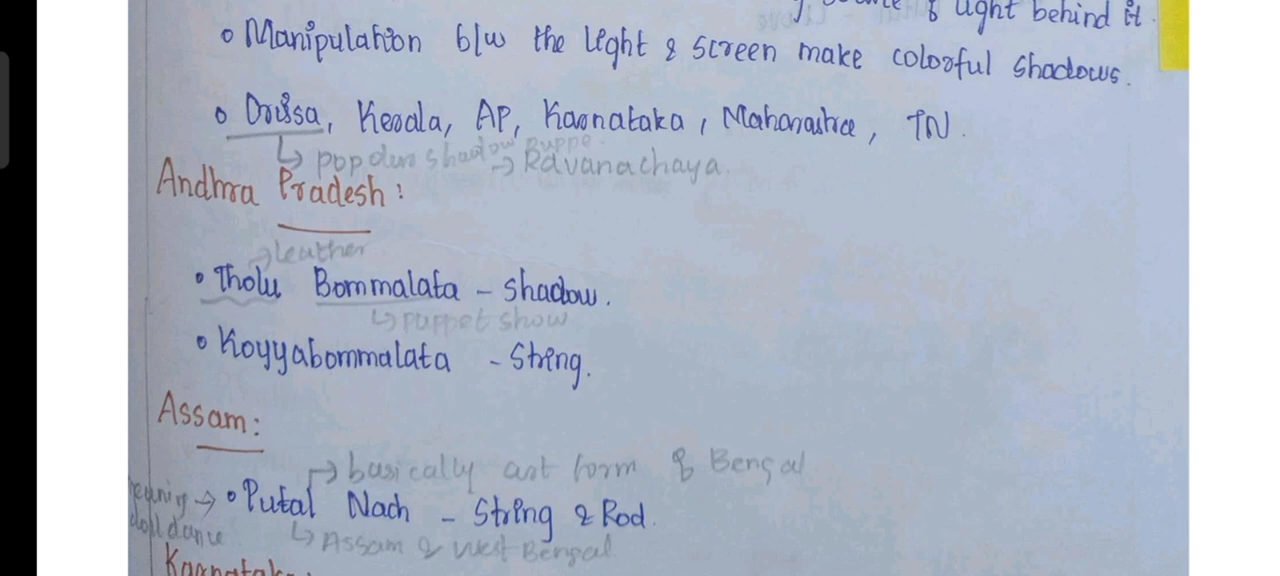 & light behind it.
• Manipulation b/w the light & screen make colorful shadows.
• Orissa, Kerala, AP, Karnataka, Maharashtra, TN.
↳ popular shadow puppe → Ravanachaya.
Andhra Pradesh:
→ leather
• Tholu Bommalata - shadow.
↳ puppet show
• Koyyabommalata - String.
Assam:
→ basically art form of Bengal
→ • Putal Nach - String & Rod.
doll dance ↳ Assam & West Bengal